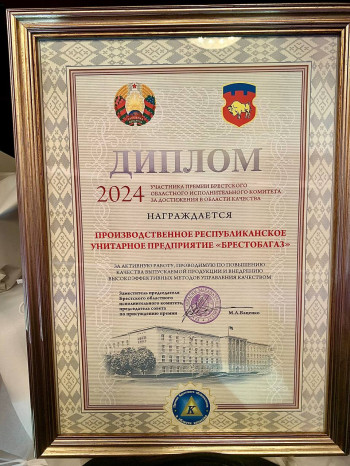 ДИПЛОМ
2024
УЧАСТНИКА ПРЕМИИ БРЕСТСКОГО
ОБЛАСТНОГО ИСПОЛНИТЕЛЬНОГО КОМИТЕТА
ЗА ДОСТИЖЕНИЯ В ОБЛАСТИ КАЧЕСТВА
НАГРАЖДАЕТСЯ
ПРОИЗВОДСТВЕННОЕ РЕСПУБЛИКАНСКОЕ
УНИТАРНОЕ ПРЕДПРИЯТИЕ «БРЕСТОБЛГАЗ»
ЗА АКТИВНУЮ РАБОТУ, ПРОВОДИМУЮ ПО ПОВЫШЕНИЮ
КАЧЕСТВА ВЫПУСКАЕМОЙ ПРОДУКЦИИ И ВНЕДРЕНИЮ
ВЫСОКОЭФФЕКТИВНЫХ МЕТОДОВ УПРАВЛЕНИЯ КАЧЕСТВОМ
Заместитель председателя
Брестского областного
исполнительного комитета,
председатель совета
по присуждению премии
М.А.Пащенко
К